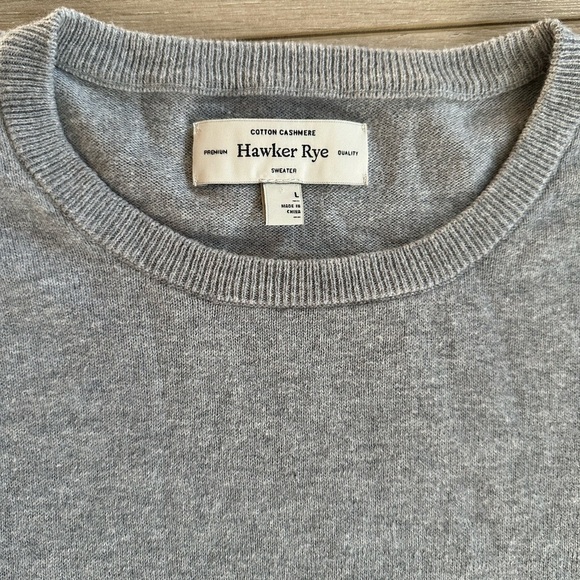 COTTON CASHMERE
PREMIUM Hawker Rye QUALITY
SWEATER
L
MADE IN
CHINA